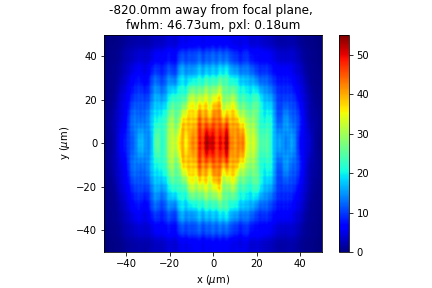 -820.0mm away from focal plane,
fwhm: 46.73um, pxl: 0.18um
40
20
0
−20
−40
y (μm)
−40 −20 0 20 40
x (μm)
50
40
30
20
10
0